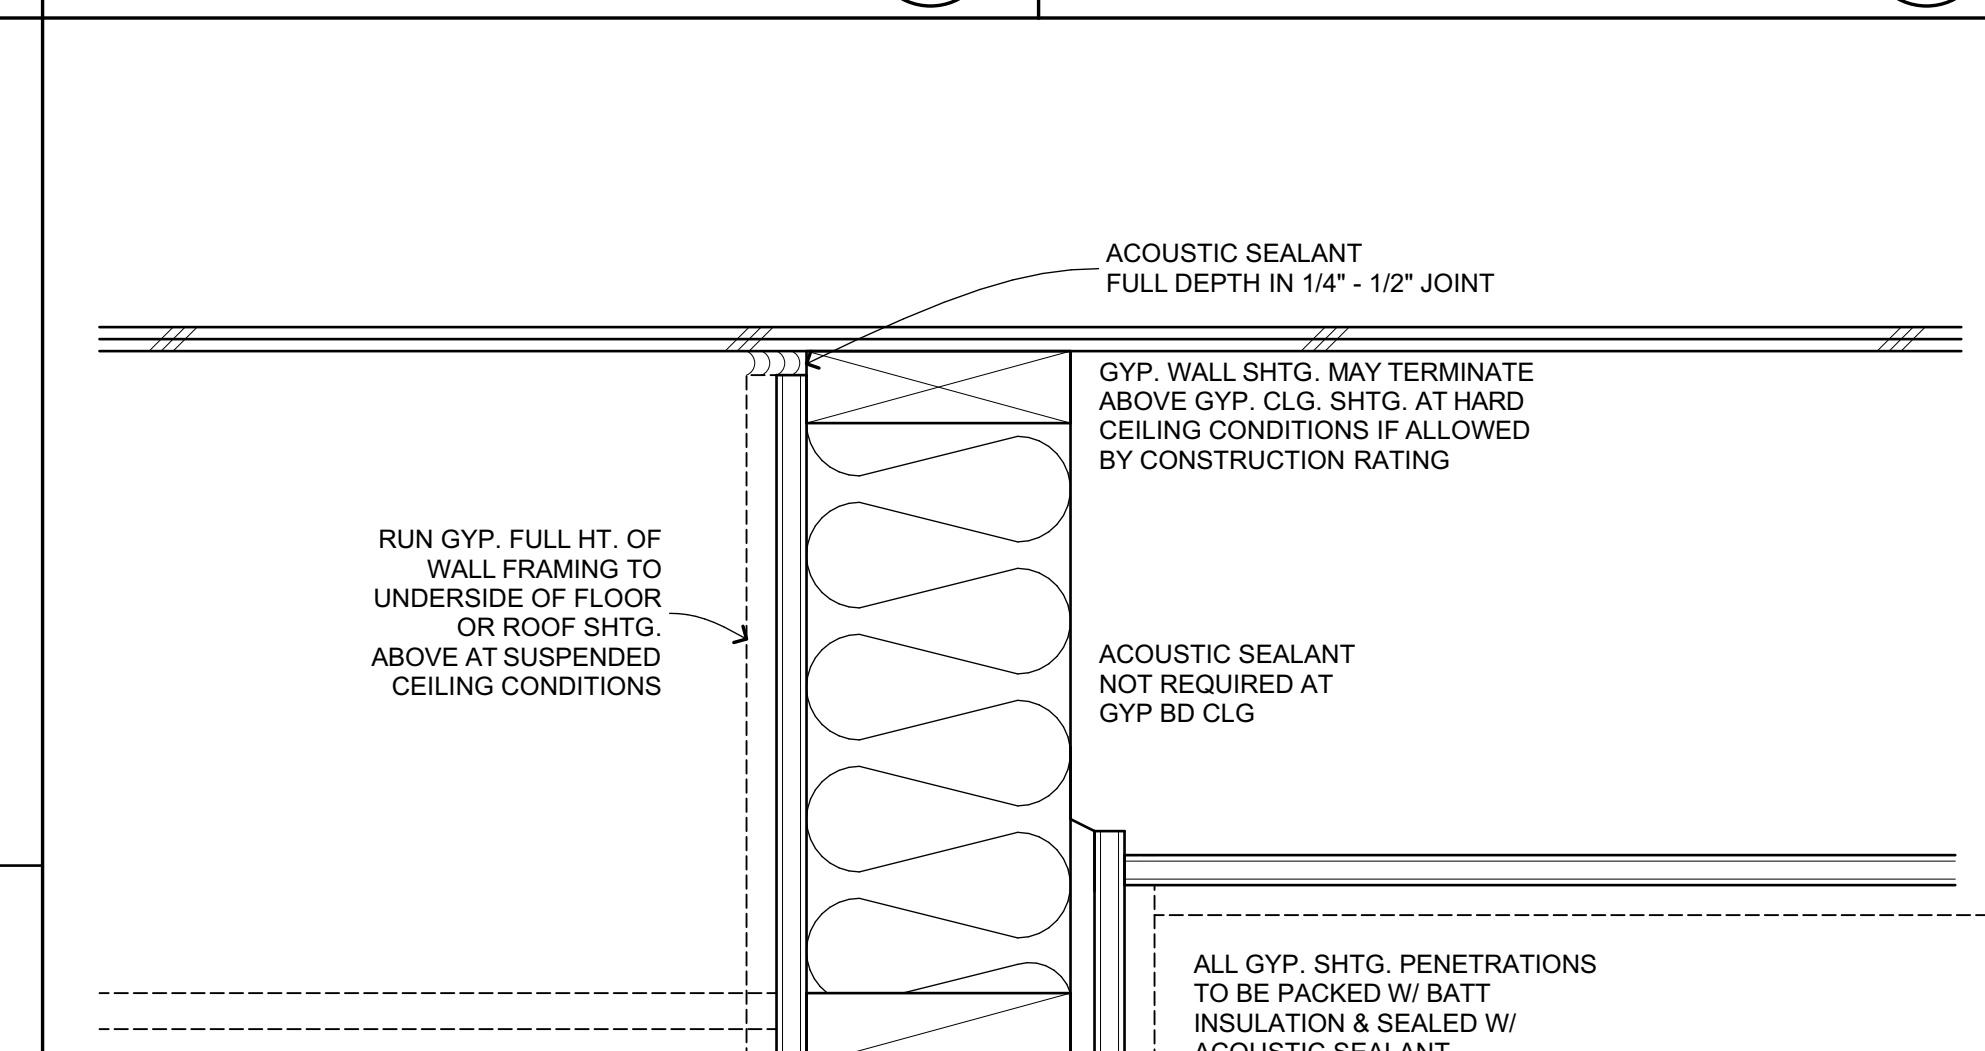 ACOUSTIC SEALANT
FULL DEPTH IN 1/4" - 1/2" JOINT
GYP. WALL SHTG. MAY TERMINATE
ABOVE GYP. CLG. SHTG. AT HARD
CEILING CONDITIONS IF ALLOWED
BY CONSTRUCTION RATING
RUN GYP. FULL HT. OF
WALL FRAMING TO
UNDERSIDE OF FLOOR
OR ROOF SHTG.
ABOVE AT SUSPENDED
CEILING CONDITIONS
ACOUSTIC SEALANT
NOT REQUIRED AT
GYP BD CLG
ALL GYP. SHTG. PENETRATIONS
TO BE PACKED W/ BATT
INSULATION & SEALED W/
ACOUSTIC SEALANT